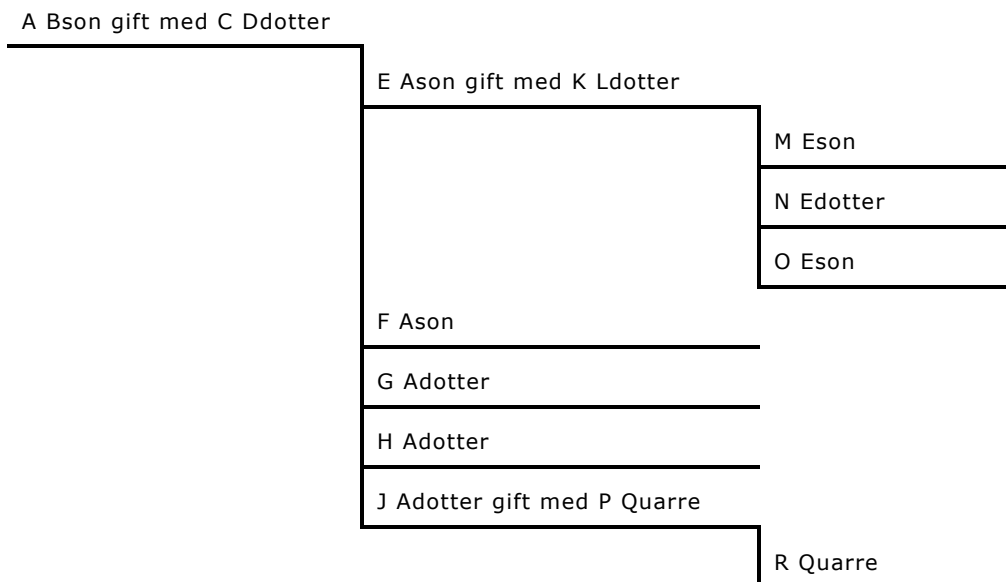 A Bson gift med C Ddotter
E Ason gift med K Ldotter
M Eson
N Edotter
O Eson
F Ason
G Adotter
H Adotter
J Adotter gift med P Quarre
R Quarre